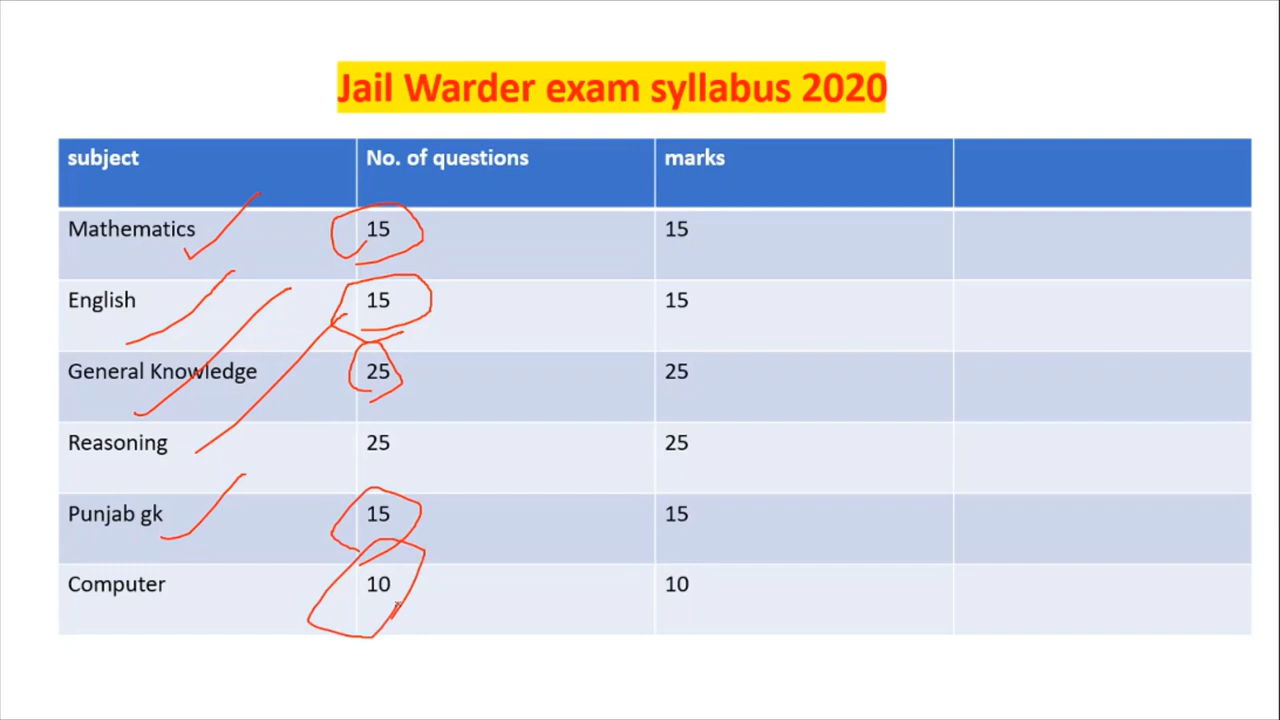 Jail Warder exam syllabus 2020
subject No. of questions marks
Mathematics 15 15
English 15 15
General Knowledge 25 25
Reasoning 25 25
Punjab gk 15 15
Computer 10 10